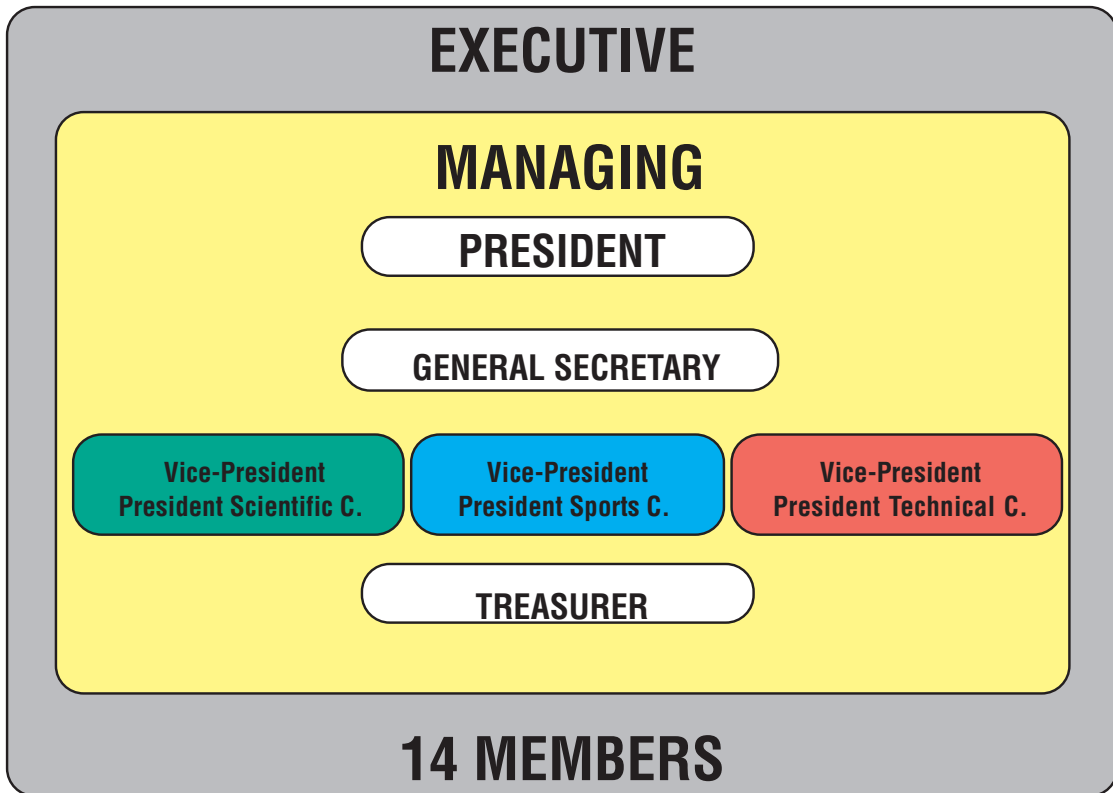 EXECUTIVE
MANAGING
PRESIDENT
GENERAL SECRETARY
Vice-President
President Scientific C.
Vice-President
President Sports C.
Vice-President
President Technical C.
TREASURER
14 MEMBERS